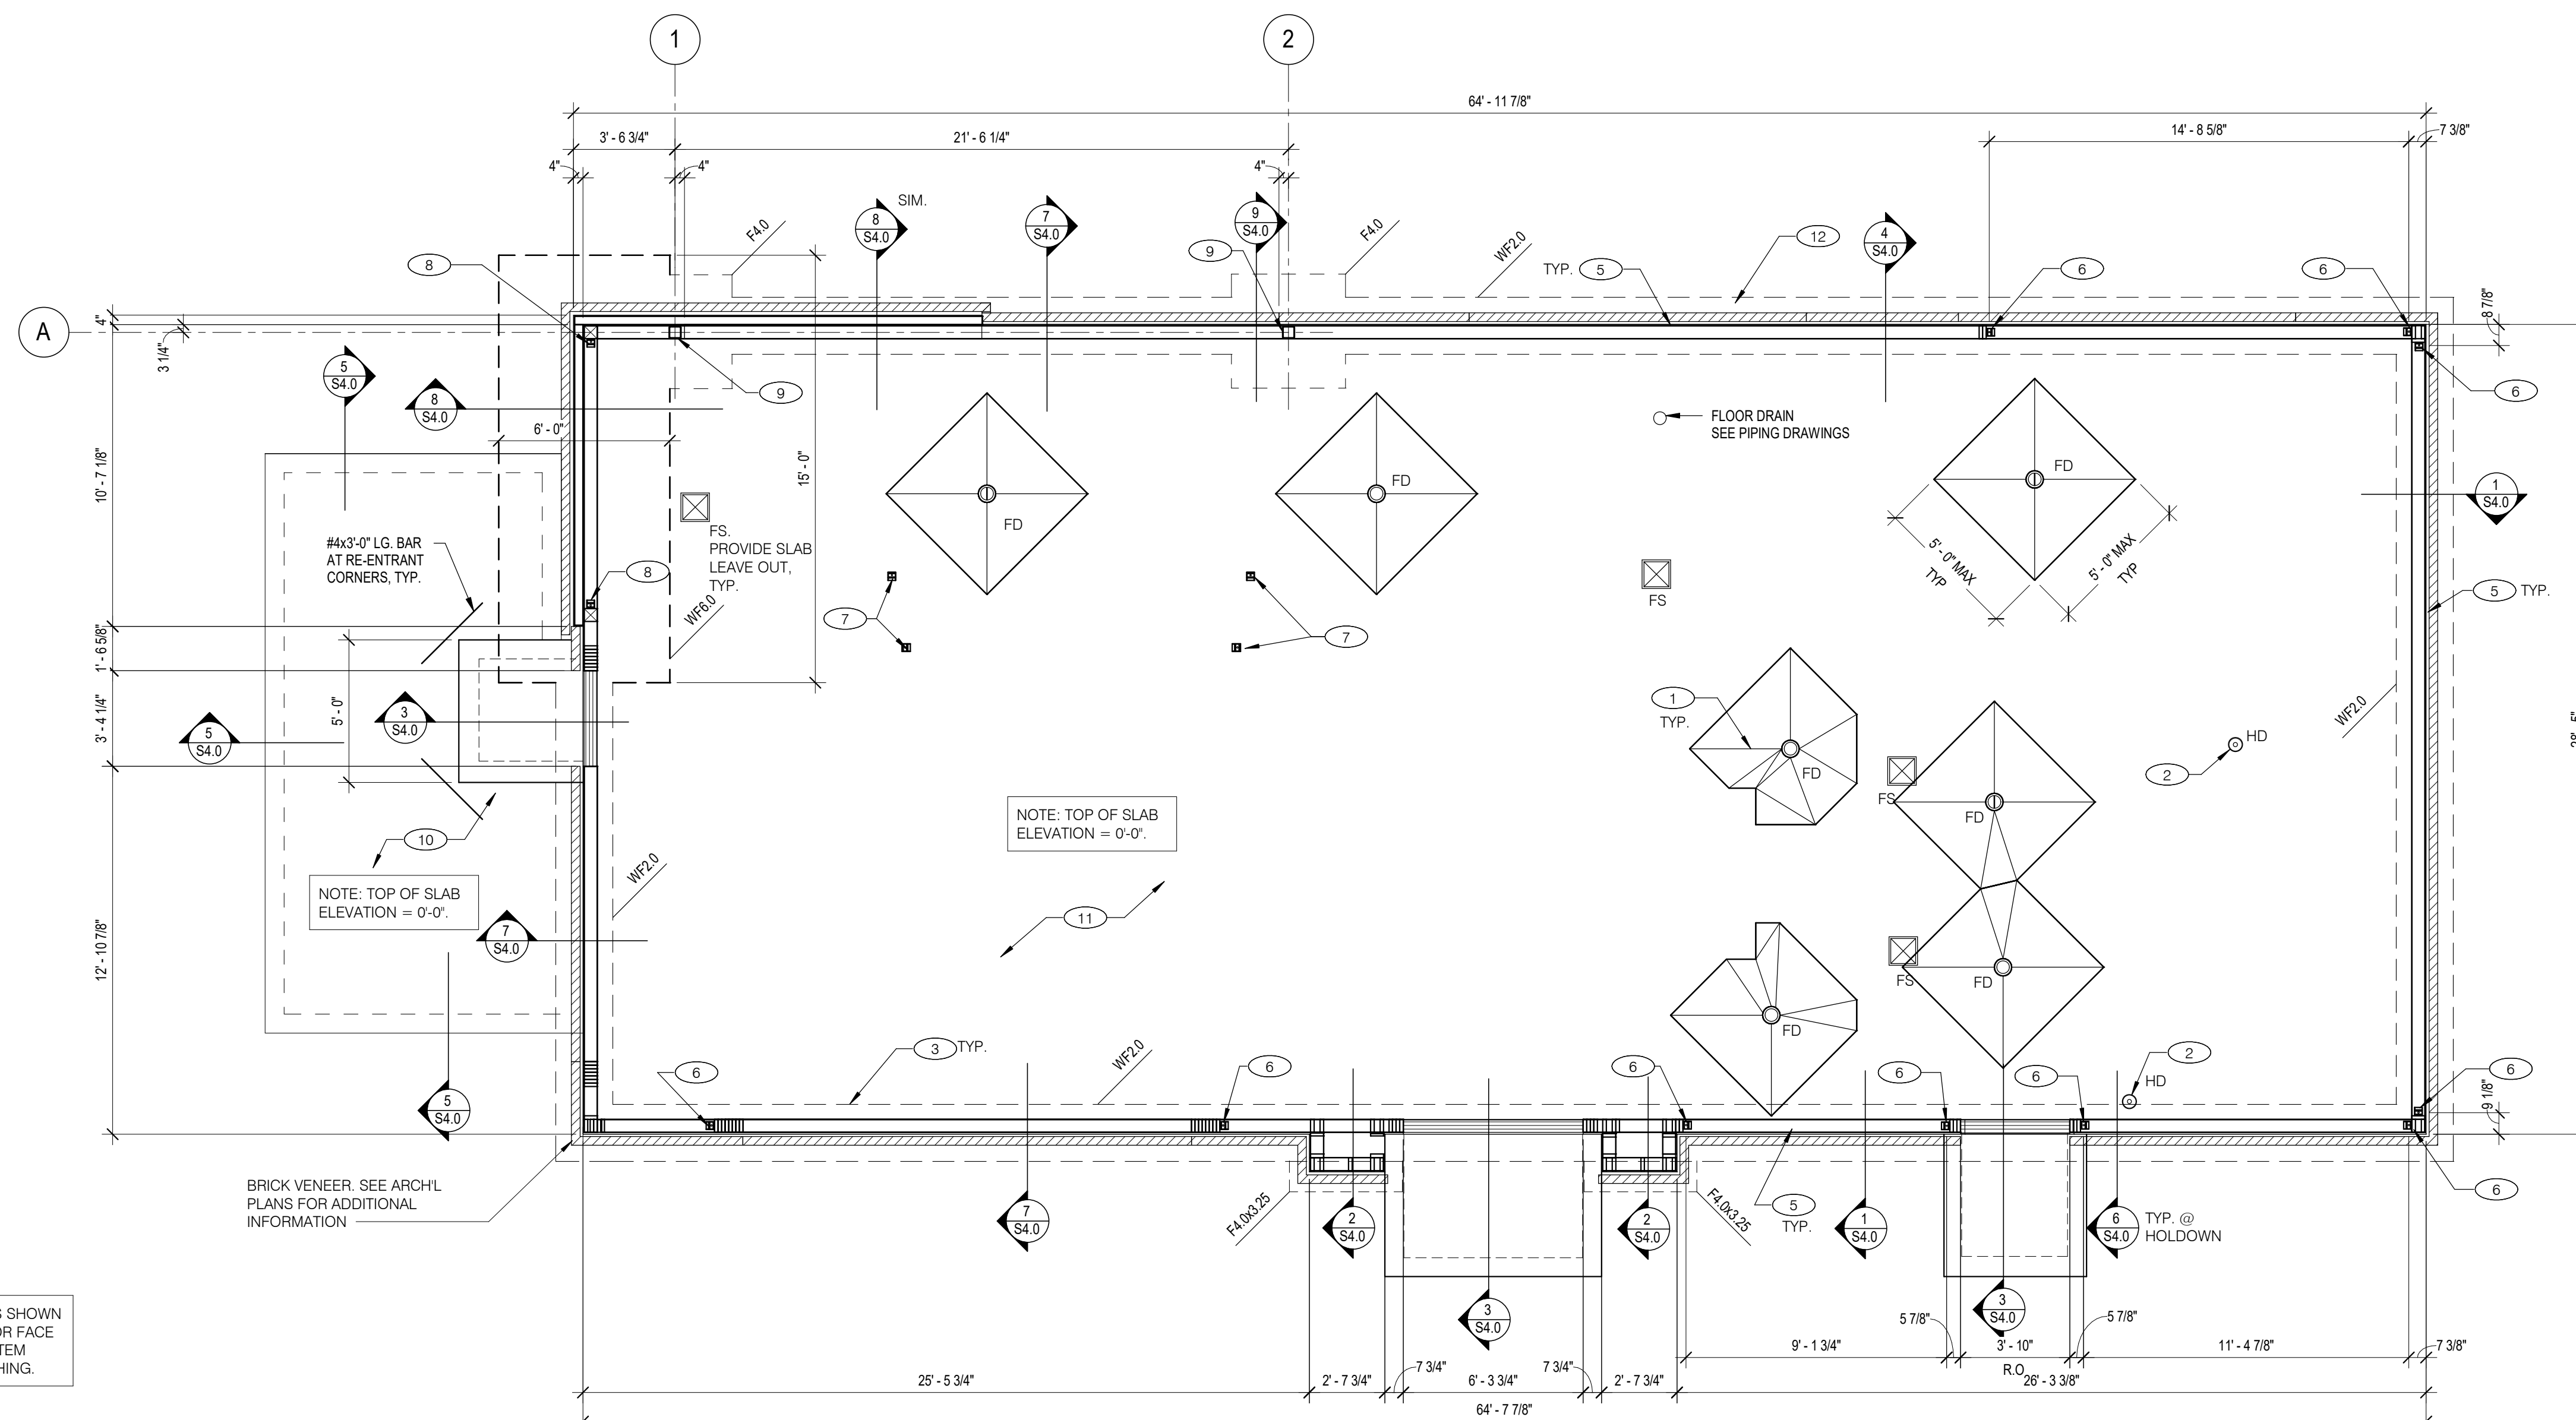 1
2
64' - 11 7/8"
3' - 6 3/4"
21' - 6 1/4"
14' - 8 5/8"
7 3/8"
4"
4"
4"
SIM.
8
S4.0
7
S4.0
9
S4.0
4
S4.0
F4.0
F4.0
WF2.0
12
8
9
TYP. 5
6
6
A
4"
3 1/4"
8 7/8"
5
S4.0
8
S4.0
9
6
6' - 0"
15' - 0"
FLOOR DRAIN
SEE PIPING DRAWINGS
10' - 7 1/8"
FD
FD
FD
1
S4.0
#4x3'-0" LG. BAR
AT RE-ENTRANT
CORNERS, TYP.
FS.
PROVIDE SLAB
LEAVE OUT,
TYP.
8
WF6.0
7
7
FS
5'- 0" MAX
TYP
5'- 0" MAX
TYP
5 TYP.
1' - 6 5/8"
3' - 4 1/4"
5' - 0"
5
S4.0
3
S4.0
1
TYP.
FD
WF2.0
28' - 5"
2
HD
FS
FD
10
NOTE: TOP OF SLAB
ELEVATION = 0'-0".
NOTE: TOP OF SLAB
ELEVATION = 0'-0".
WF2.0
11
7
S4.0
12' - 10 7/8"
FS
FD
FD
5
S4.0
3 TYP.
WF2.0
6
6
6
6
6
2
HD
6
9 1/8"
BRICK VENEER. SEE ARCH'L
PLANS FOR ADDITIONAL
INFORMATION
7
S4.0
F4.0x3.25
2
S4.0
2
S4.0
F4.0x3.25
5
TYP.
1
S4.0
6
S4.0
TYP. @
HOLDOWN
6
3
S4.0
3
S4.0
S SHOWN
OR FACE
TEM
HING.
5 7/8"
5 7/8"
9' - 1 3/4"
3' - 10"
R.O.
11' - 4 7/8"
7 3/8"
25' - 5 3/4"
2' - 7 3/4"
7 3/4"
6' - 3 3/4"
7 3/4"
2' - 7 3/4"
26' - 3 3/8"
64' - 7 7/8"